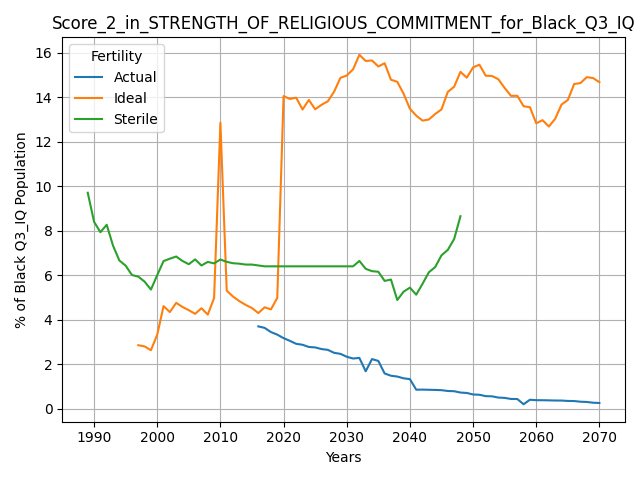 Score_2_in_STRENGTH_OF_RELIGIOUS_COMMITMENT_for_Black_Q3_IQ
Fertility
Actual
Ideal
Sterile
% of Black Q3_IQ Population
16
14
12
10
8
6
4
2
0
1990 2000 2010 2020 2030 2040 2050 2060 2070
Years